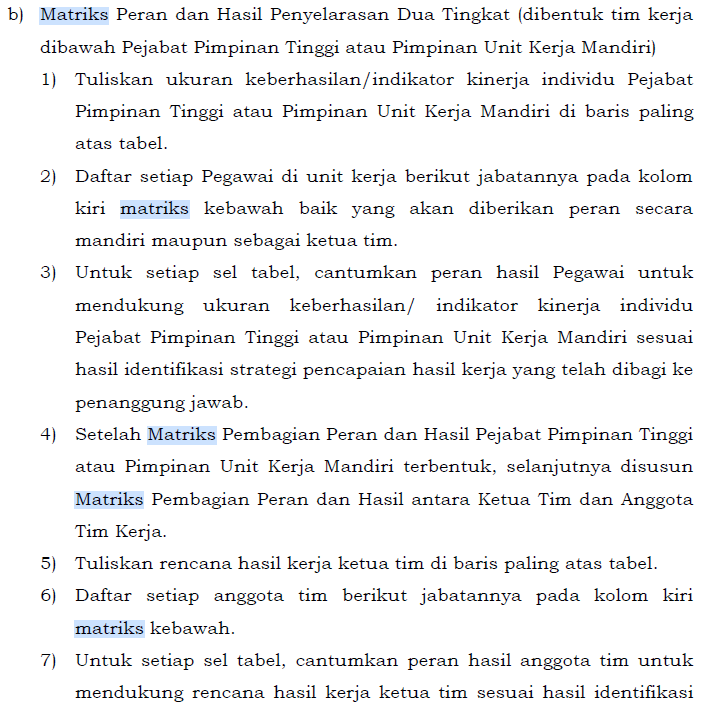 b) Matriks Peran dan Hasil Penyelarasan Dua Tingkat (dibentuk tim kerja
dibawah Pejabat Pimpinan Tinggi atau Pimpinan Unit Kerja Mandiri)
1) Tuliskan ukuran keberhasilan/indikator kinerja individu Pejabat
Pimpinan Tinggi atau Pimpinan Unit Kerja Mandiri di baris paling
atas tabel.
2) Daftar setiap Pegawai di unit kerja berikut jabatannya pada kolom
kiri matriks kebawah baik yang akan diberikan peran secara
mandiri maupun sebagai ketua tim.
3) Untuk setiap sel tabel, cantumkan peran hasil Pegawai untuk
mendukung ukuran keberhasilan/ indikator kinerja individu
Pejabat Pimpinan Tinggi atau Pimpinan Unit Kerja Mandiri sesuai
hasil identifikasi strategi pencapaian hasil kerja yang telah dibagi ke
penanggung jawab.
4) Setelah Matriks Pembagian Peran dan Hasil Pejabat Pimpinan Tinggi
atau Pimpinan Unit Kerja Mandiri terbentuk, selanjutnya disusun
Matriks Pembagian Peran dan Hasil antara Ketua Tim dan Anggota
Tim Kerja.
5) Tuliskan rencana hasil kerja ketua tim di baris paling atas tabel.
6) Daftar setiap anggota tim berikut jabatannya pada kolom kiri
matriks kebawah.
7) Untuk setiap sel tabel, cantumkan peran hasil anggota tim untuk
mendukung rencana hasil kerja ketua tim sesuai hasil identifikasi